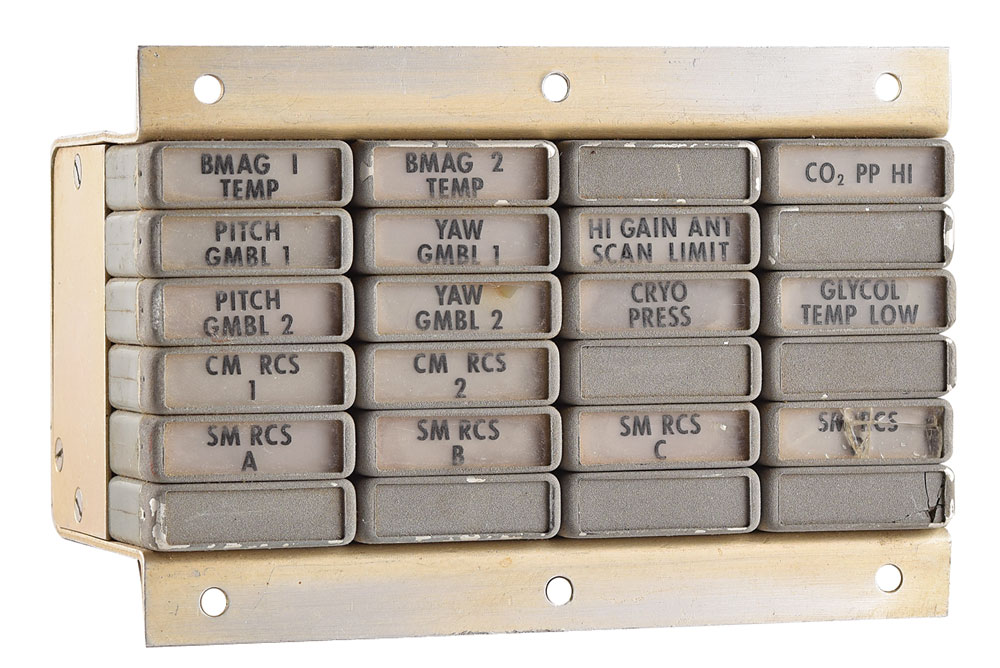 BMAG 1
TEMP
BMAG 2
TEMP
CO₂ PP HI
PITCH
GMBL 1
YAW
GMBL 1
HI GAIN ANT
SCAN LIMIT
PITCH
GMBL 2
YAW
GMBL 2
CRYO
PRESS
GLYCOL
TEMP LOW
CM RCS
1
CM RCS
2
SM RCS
A
SM RCS
B
SM RCS
C
SM RCS